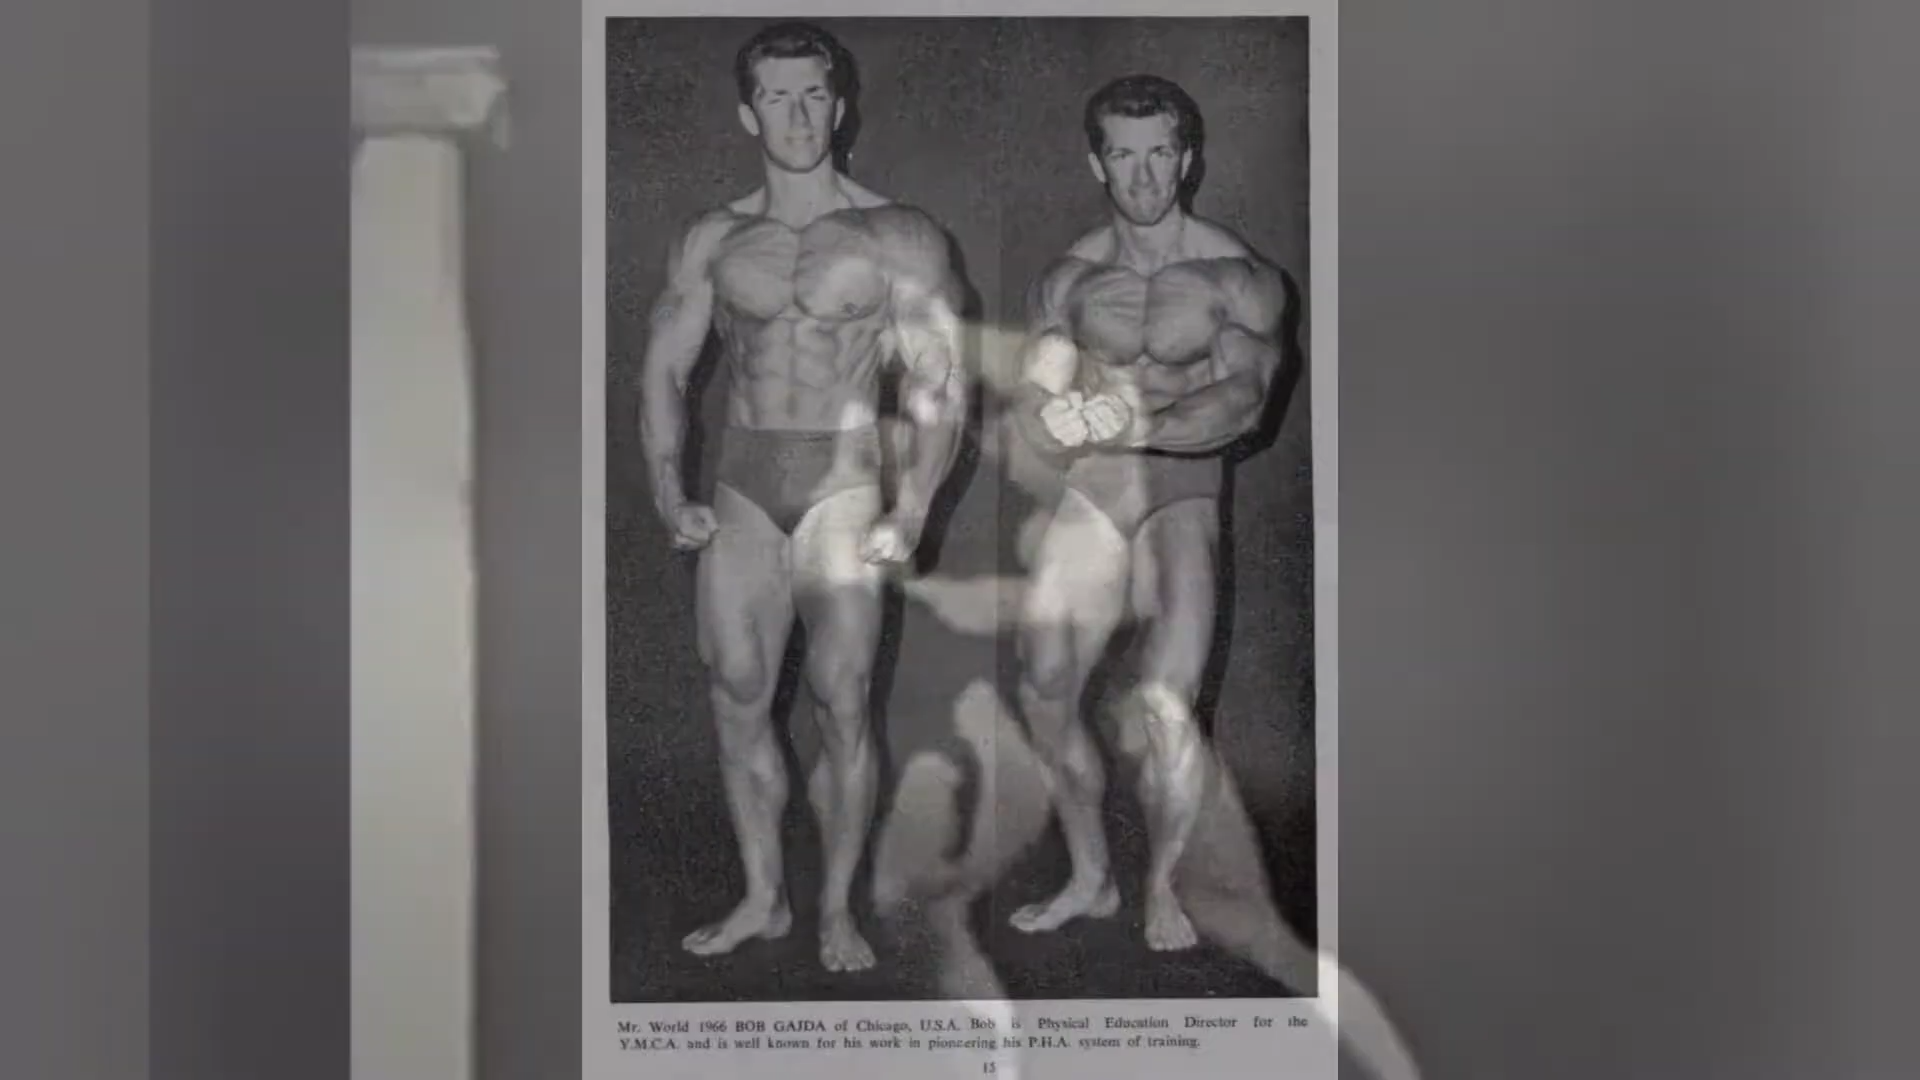 Mr. World 1966 BOB GAJDA of Chicago, U.S.A. Bob is Physical Education Director for the
Y.M.C.A. and is well known for his work in pioneering his P.H.A. system of training.
15